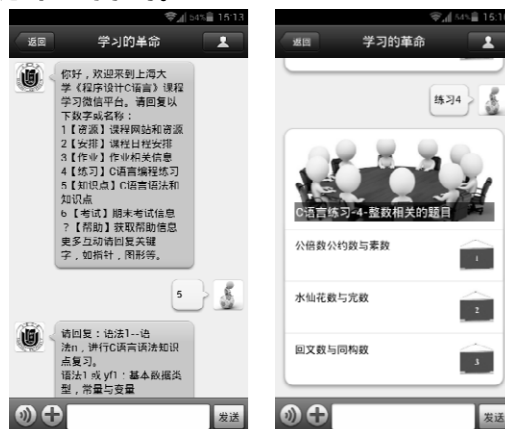 54% 15:13
返回
学习的革命
你好，欢迎来到上海大
学《程序设计C语言》课程
学习微信平台。请回复以
下数字或名称：
1【资源】课程网站和资源
2【安排】课程日程安排
3【作业】作业相关信息
4【练习】C语言编程练习
5【知识点】C语言语法和
知识点
6【考试】期末考试信息
？【帮助】获取帮助信息
更多互动请回复关键
字，如指针，图形等。
5
请回复：语法1--语
法n，进行C语言语法知识
点复习。
语法1 或 yf1：基本数据类
型，常量与变量
发送
54% 15:16
返回
学习的革命
练习4
C语言练习-4-整数相关的题目
公倍数公约数与素数
1
水仙花数与完数
2
回文数与同构数
3
发送